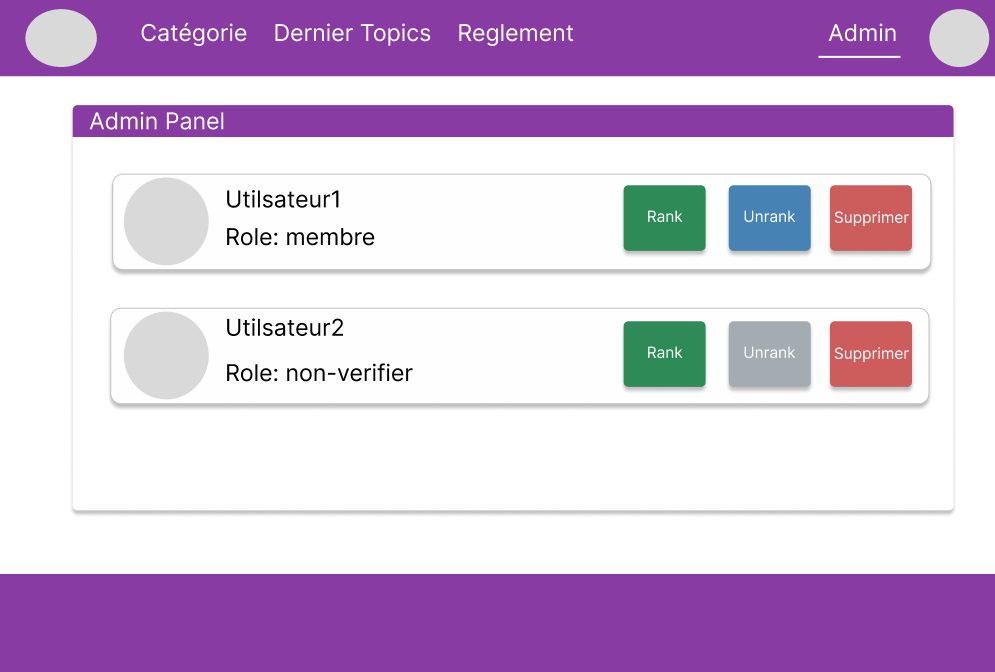 Catégorie Dernier Topics Reglement Admin
Admin Panel
Utilsateur1
Role: membre
Rank Unrank Supprimer
Utilsateur2
Role: non-verifier
Rank Unrank Supprimer